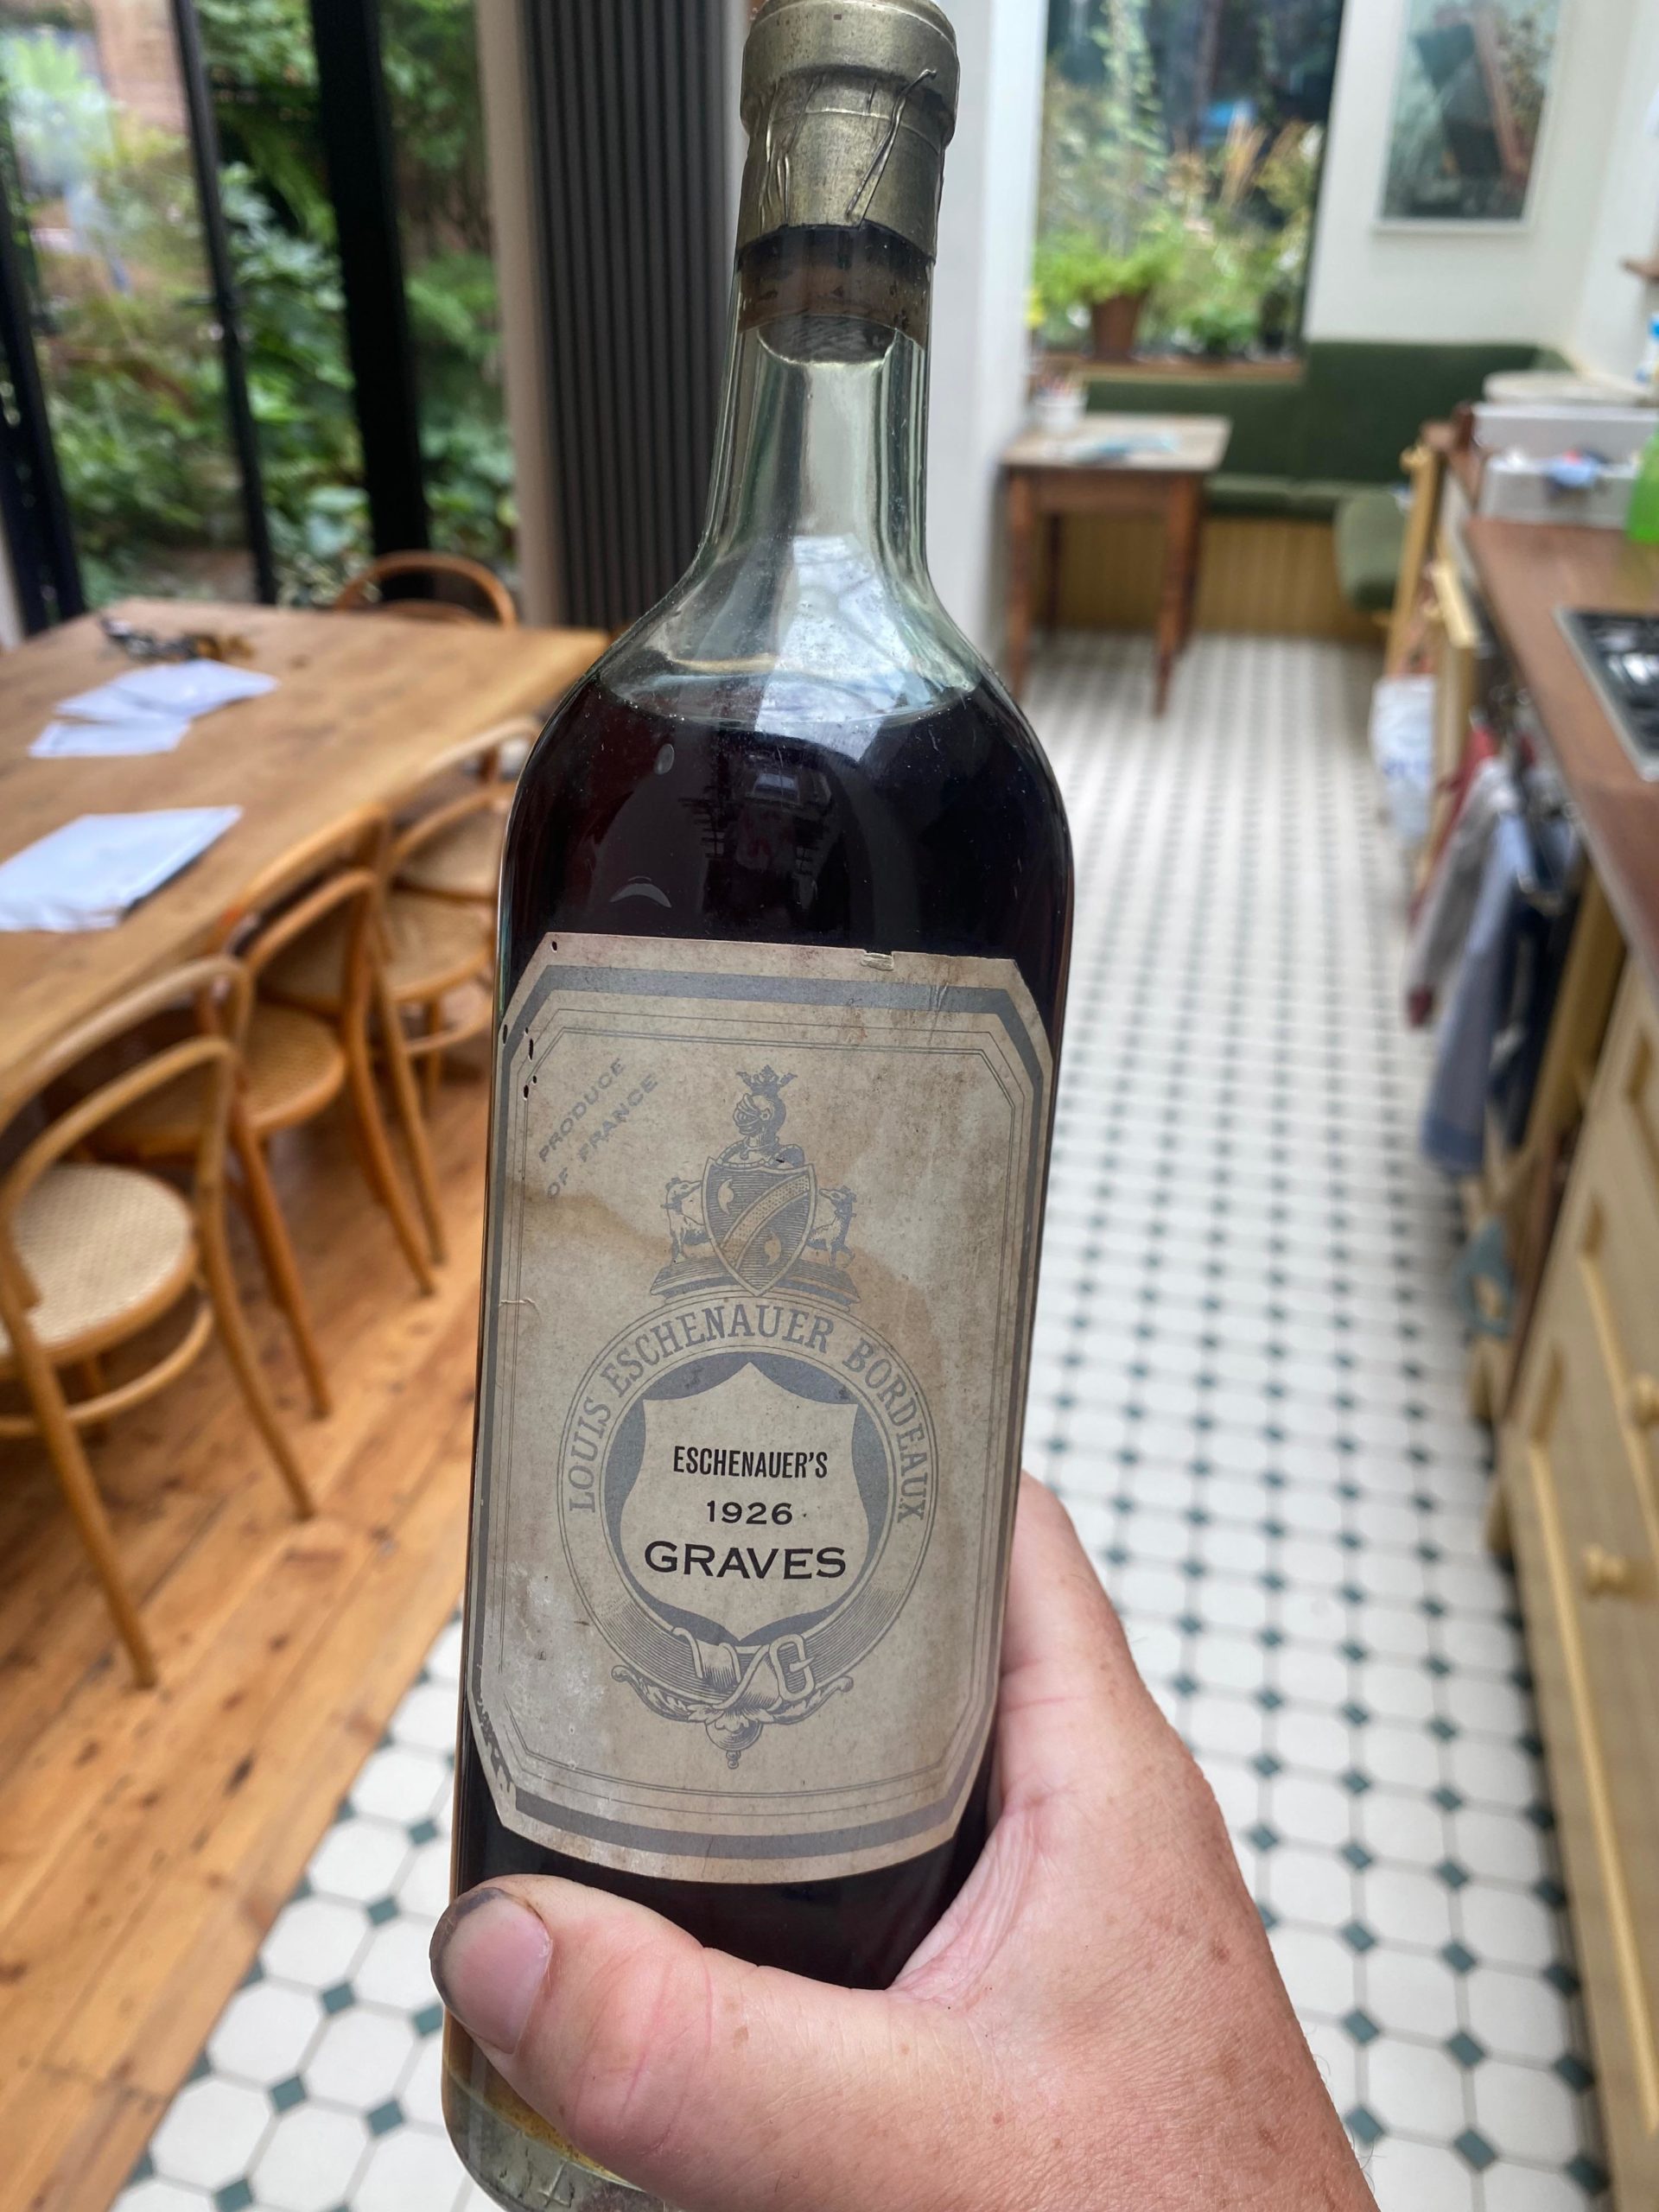 PRODUCE
OF FRANCE
LOUIS ESCHENAUER BORDEAUX
ESCHENAUER'S
1926
GRAVES